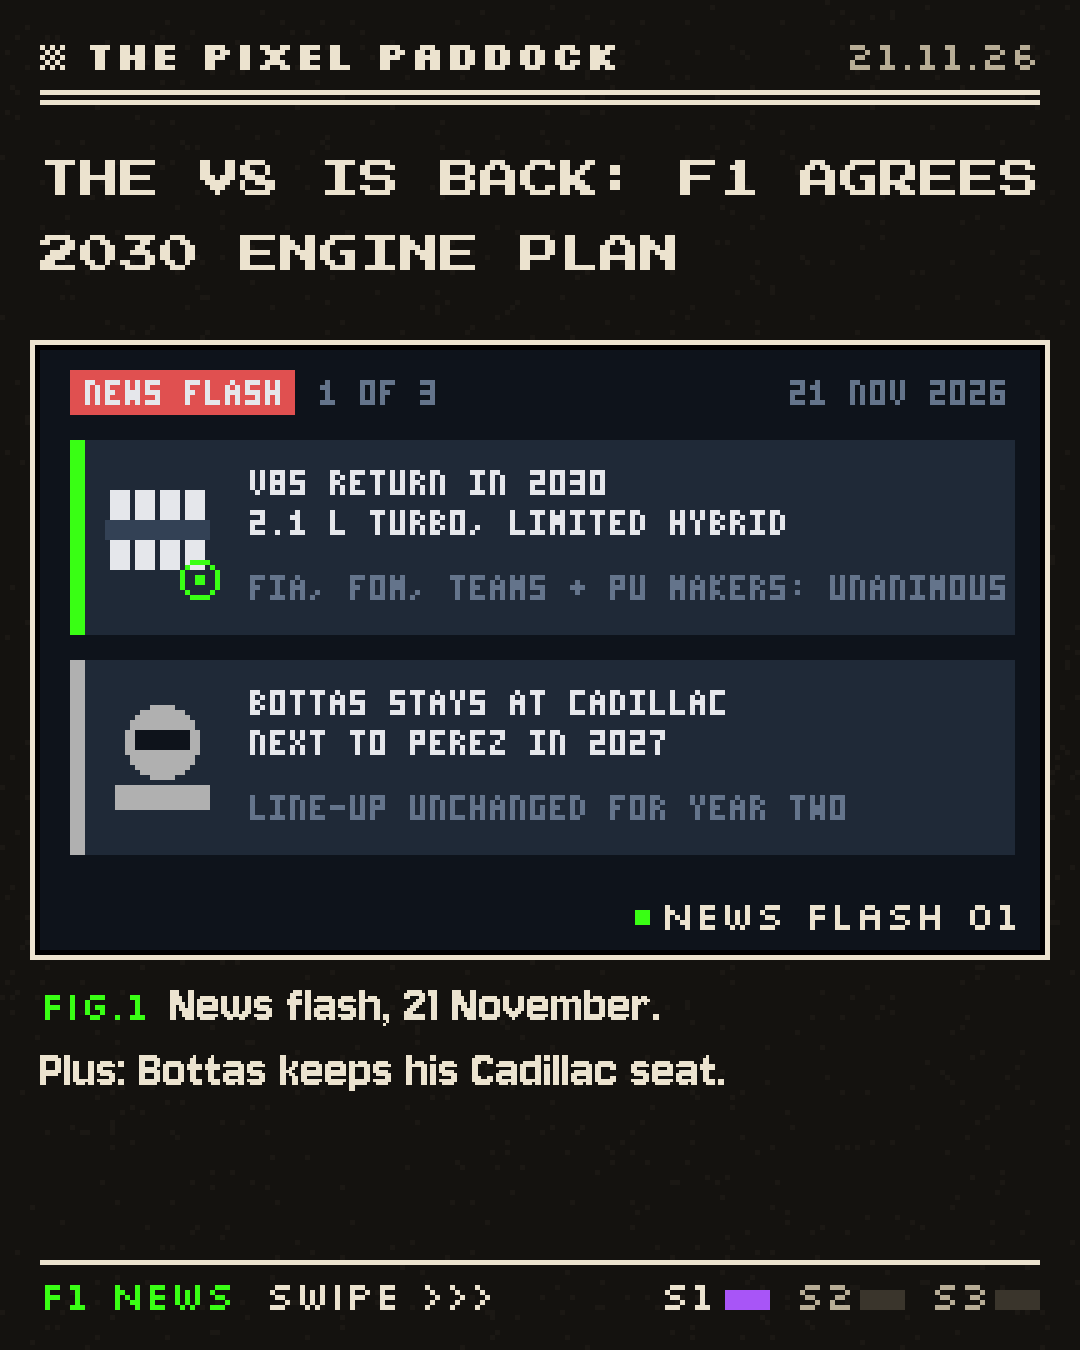 THE PIXEL PADDOCK
21.11.26
THE V8 IS BACK: F1 AGREES
2030 ENGINE PLAN
NEWS FLASH 1 OF 3
21 NOV 2026
V8S RETURN IN 2030
2.1 L TURBO, LIMITED HYBRID
FIA, FOM, TEAMS + PU MAKERS: UNANIMOUS
BOTTAS STAYS AT CADILLAC
NEXT TO PEREZ IN 2027
LINE-UP UNCHANGED FOR YEAR TWO
NEWS FLASH 01
FIG.1 News flash, 21 November.
Plus: Bottas keeps his Cadillac seat.
F1 NEWS SWIPE >>>
S1 S2 S3